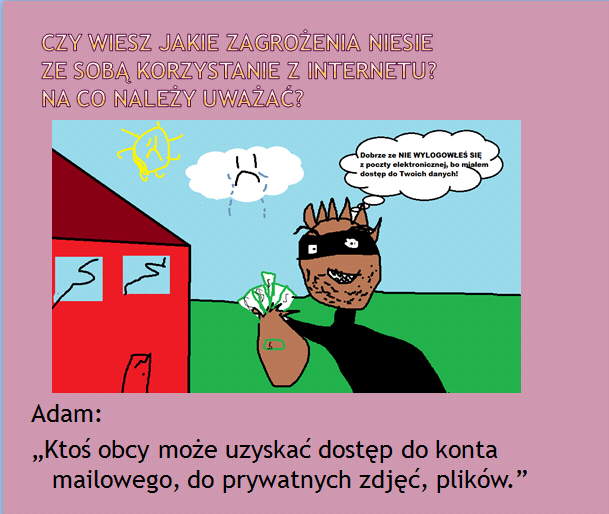 CZY WIESZ JAKIE ZAGROŻENIA NIESIE
ZE SOBĄ KORZYSTANIE Z INTERNETU?
NA CO NALEŻY UWAŻAĆ?
Dobrze ze NIE WYLOGOWŁEŚ SIĘ
z poczty elektronicznej, bo miałem
dostęp do Twoich danych!
Adam:
„Ktoś obcy może uzyskać dostęp do konta
mailowego, do prywatnych zdjęć, plików.”